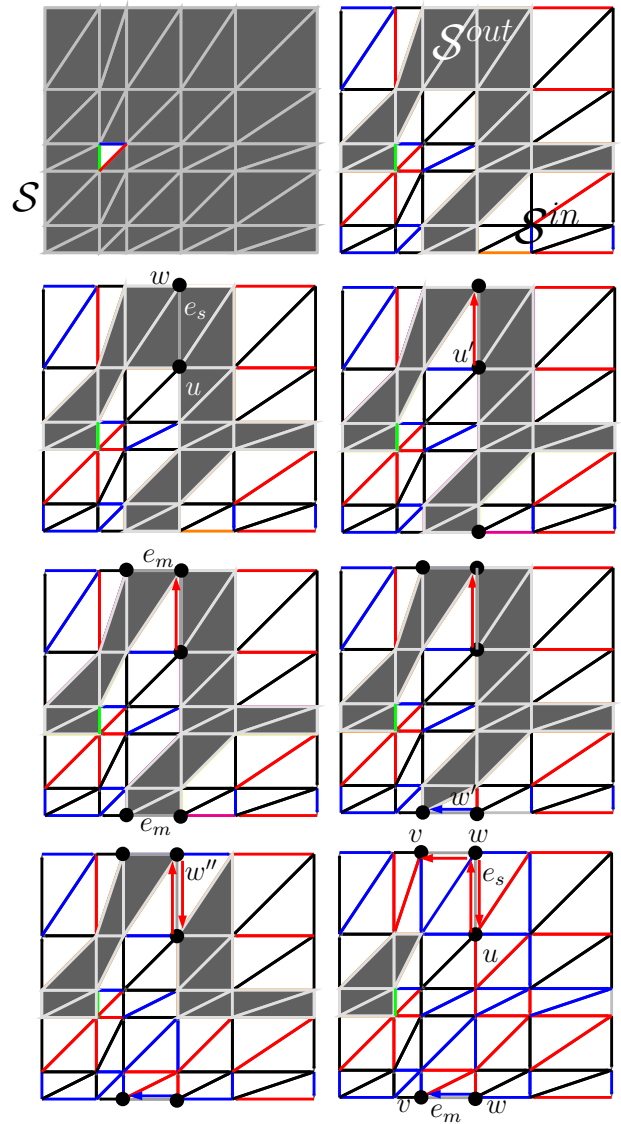 𝒮
𝒮^{out}
𝒮^{in}
w
e_s
u
u′
e_m
e_m
w′
w″
v w
e_s
u
v e_m w